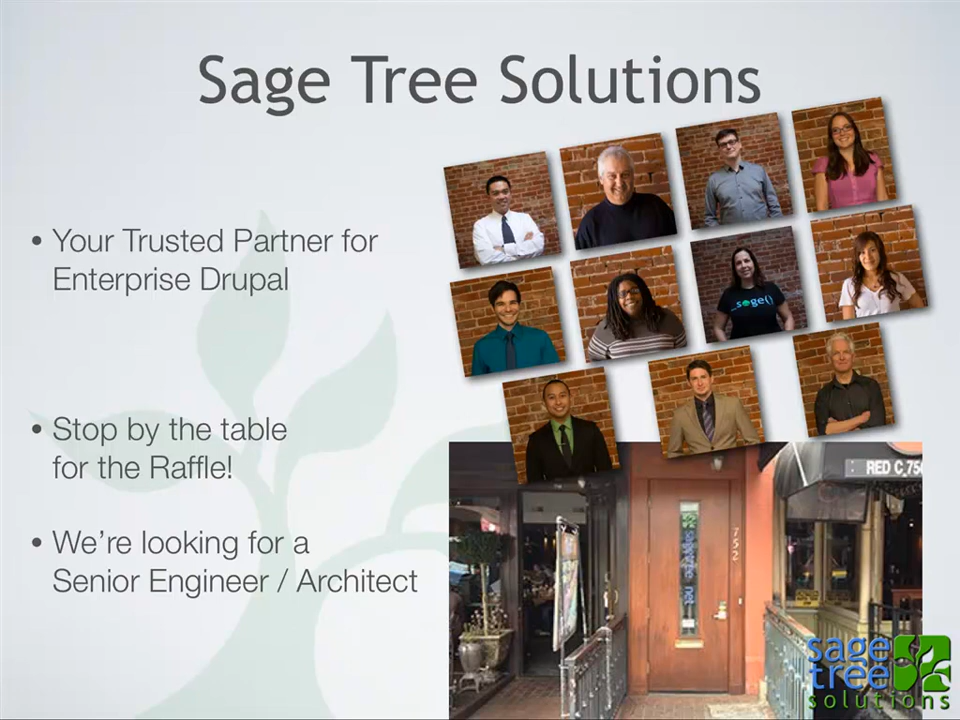 Sage Tree Solutions
• Your Trusted Partner for
Enterprise Drupal
• Stop by the table
for the Raffle!
• We’re looking for a
Senior Engineer / Architect
_sage()
RED C
752
sage
tree
solutions